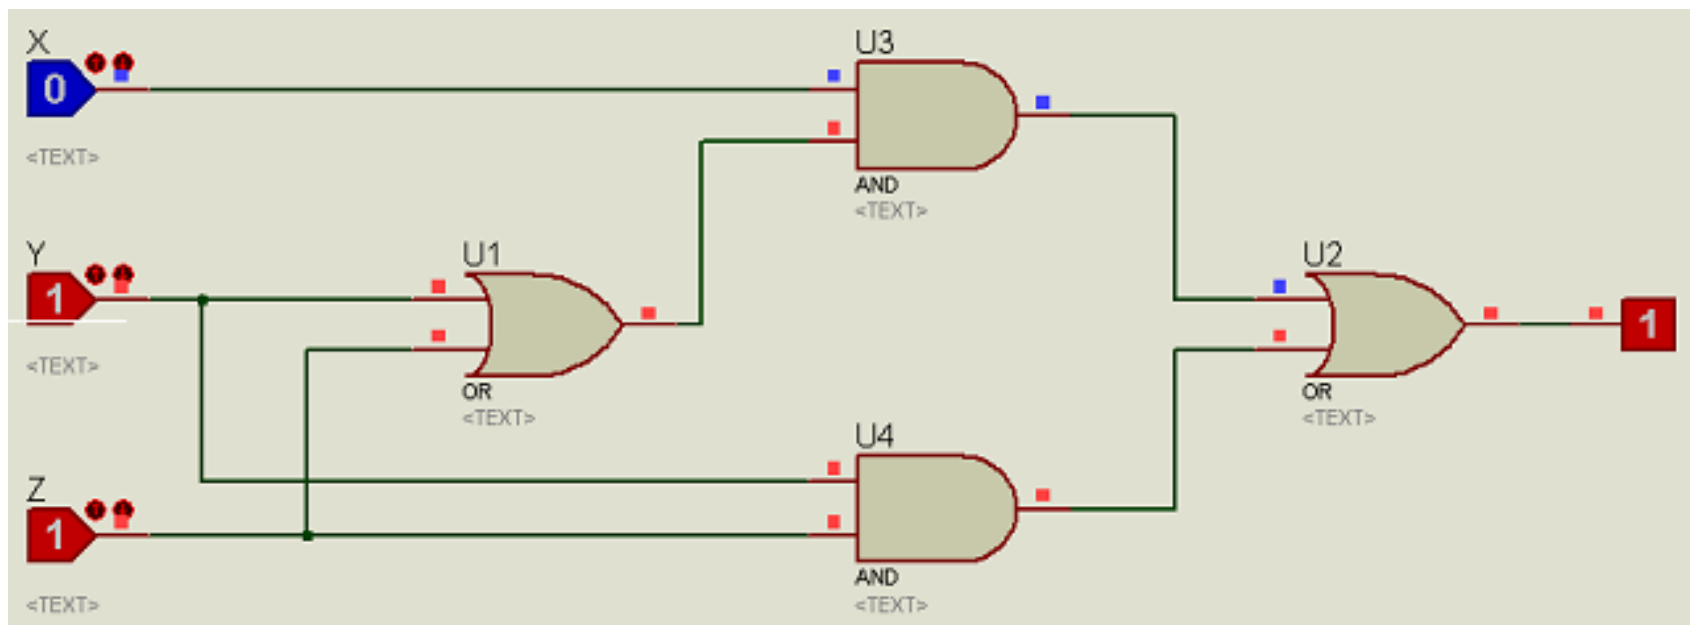 X
0
<TEXT>
U3
AND
<TEXT>
Y
1
<TEXT>
U1
OR
<TEXT>
U2
OR
<TEXT>
1
U4
AND
<TEXT>
Z
1
<TEXT>